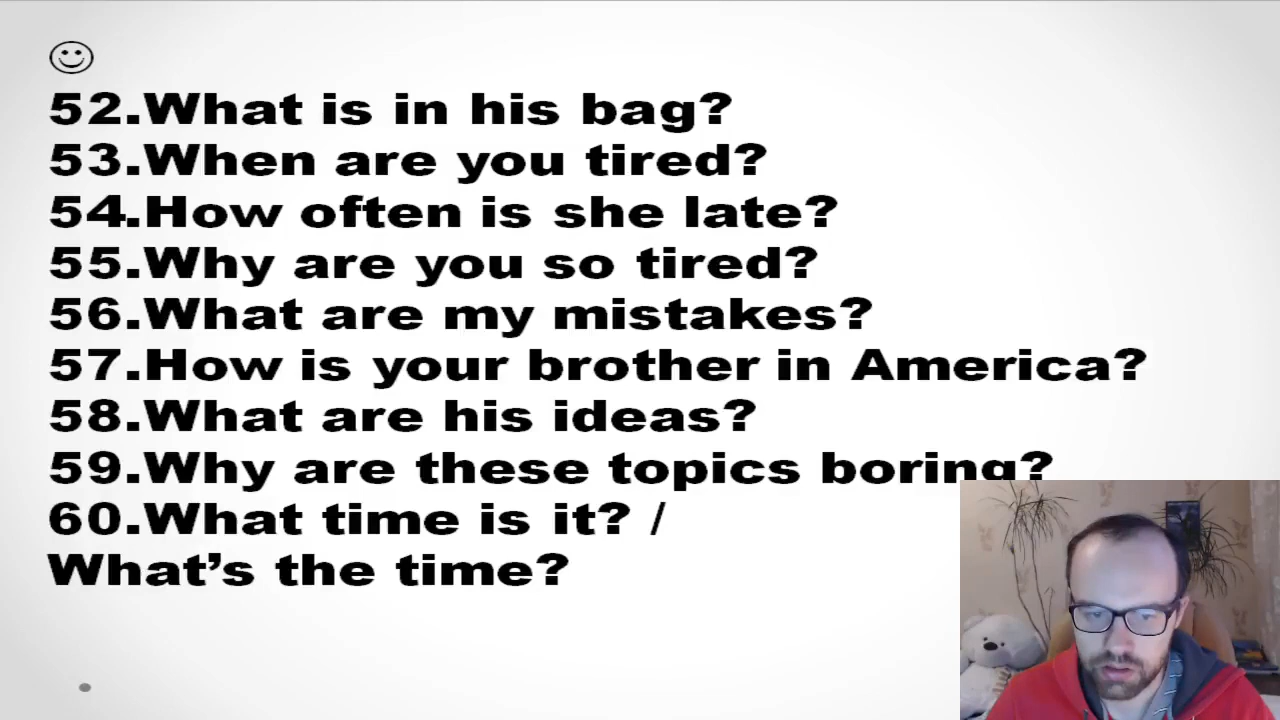 52.What is in his bag?
53.When are you tired?
54.How often is she late?
55.Why are you so tired?
56.What are my mistakes?
57.How is your brother in America?
58.What are his ideas?
59.Why are these topics boring?
60.What time is it? /
What’s the time?